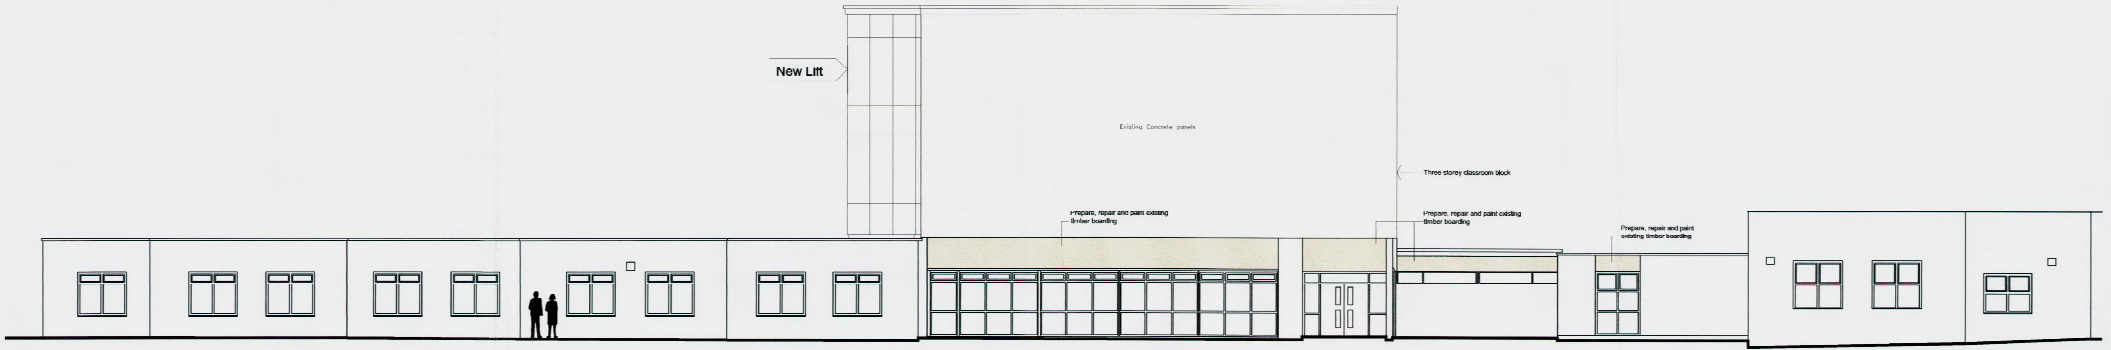 New Lift
Existing Concrete panels
Three storey classroom block
Prepare, repair and paint existing
timber boarding
Prepare, repair and paint existing
timber boarding
Prepare, repair and paint
existing timber boarding